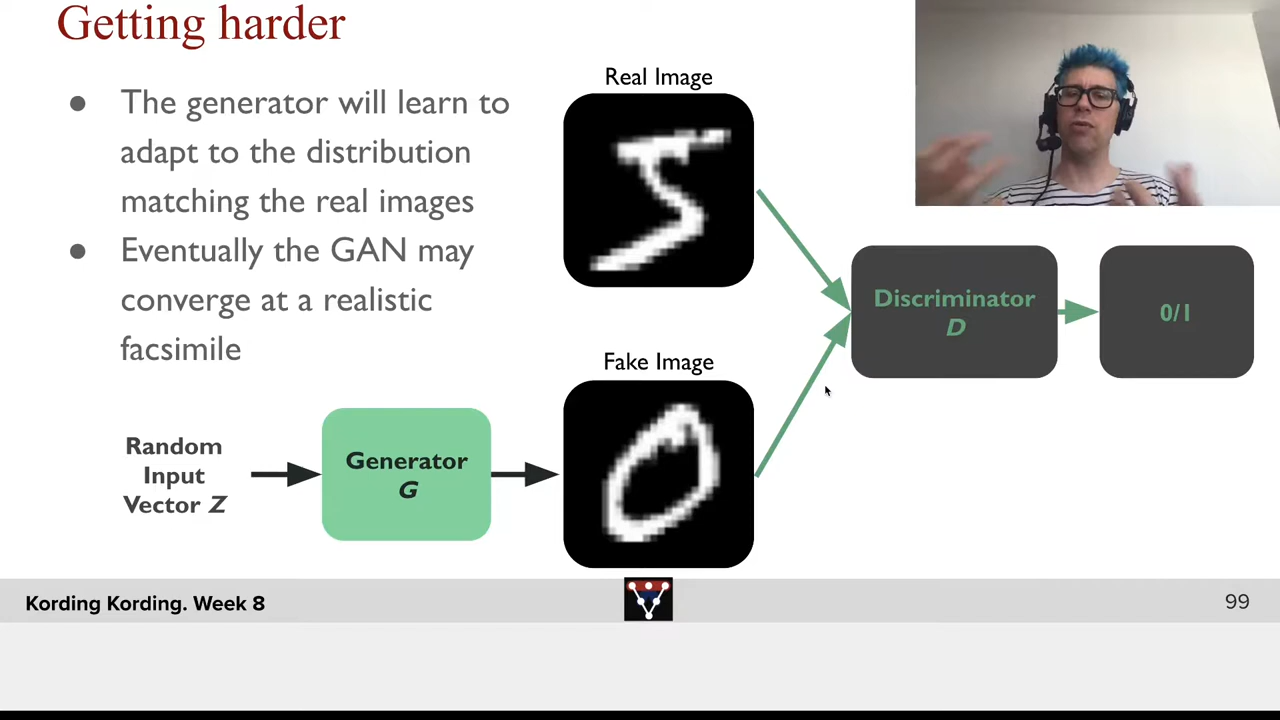 Getting harder
● The generator will learn to
adapt to the distribution
matching the real images
● Eventually the GAN may
converge at a realistic
facsimile
Real Image
Fake Image
Random
Input
Vector Z
Generator
G
Discriminator
D
0/1
Kording Kording. Week 8
99